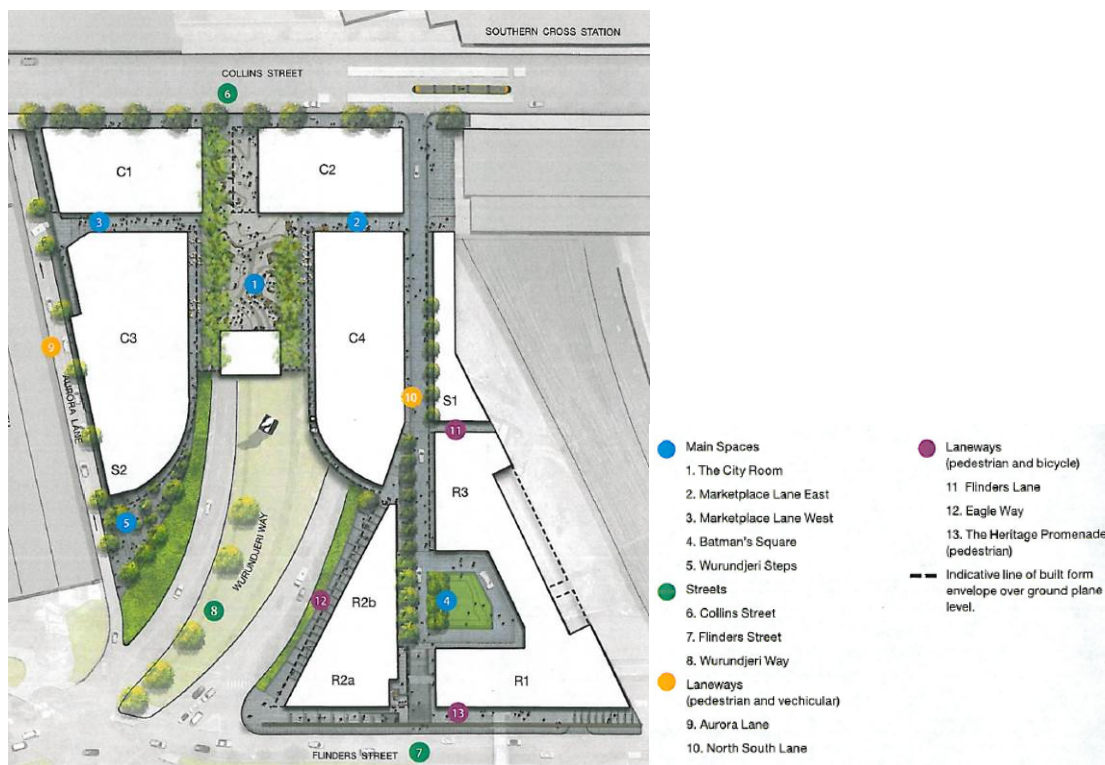 SOUTHERN CROSS STATION
COLLINS STREET
6
C1
C2
3
2
1
C3
C4
9
AURORA LANE
10
S1
11
S2
R3
5
WURUNDJERI WAY
12
R2b
4
8
R2a
R1
13
FLINDERS STREET
7
Main Spaces
1. The City Room
2. Marketplace Lane East
3. Marketplace Lane West
4. Batman's Square
5. Wurundjeri Steps
Streets
6. Collins Street
7. Flinders Street
8. Wurundjeri Way
Laneways
(pedestrian and vechicular)
9. Aurora Lane
10. North South Lane
Laneways
(pedestrian and bicycle)
11 Flinders Lane
12. Eagle Way
13. The Heritage Promenade
(pedestrian)
Indicative line of built form
envelope over ground plane
level.